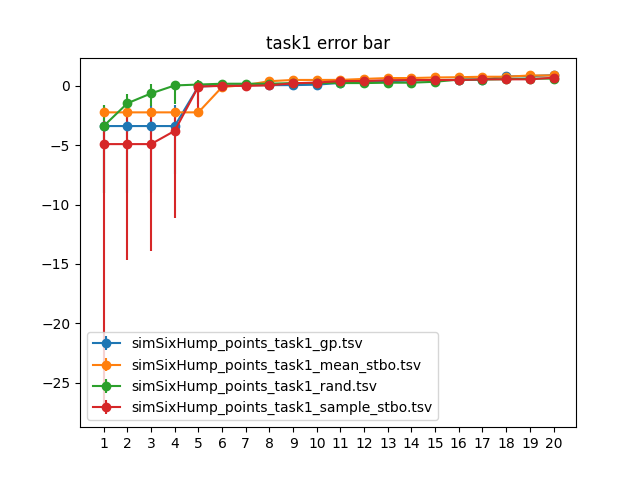 task1 error bar
0
−5
−10
−15
−20
−25
simSixHump_points_task1_gp.tsv
simSixHump_points_task1_mean_stbo.tsv
simSixHump_points_task1_rand.tsv
simSixHump_points_task1_sample_stbo.tsv
1 2 3 4 5 6 7 8 9 10 11 12 13 14 15 16 17 18 19 20